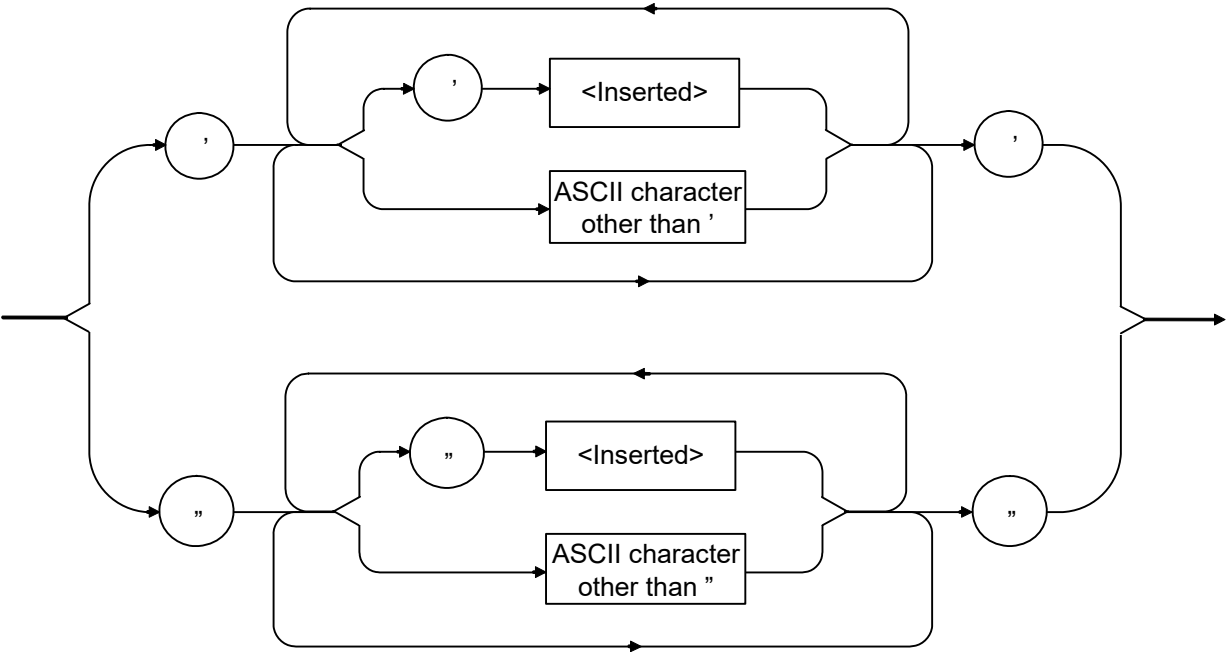 ’
<Inserted>
’
’
ASCII character
other than ’
”
<Inserted>
”
”
ASCII character
other than ”